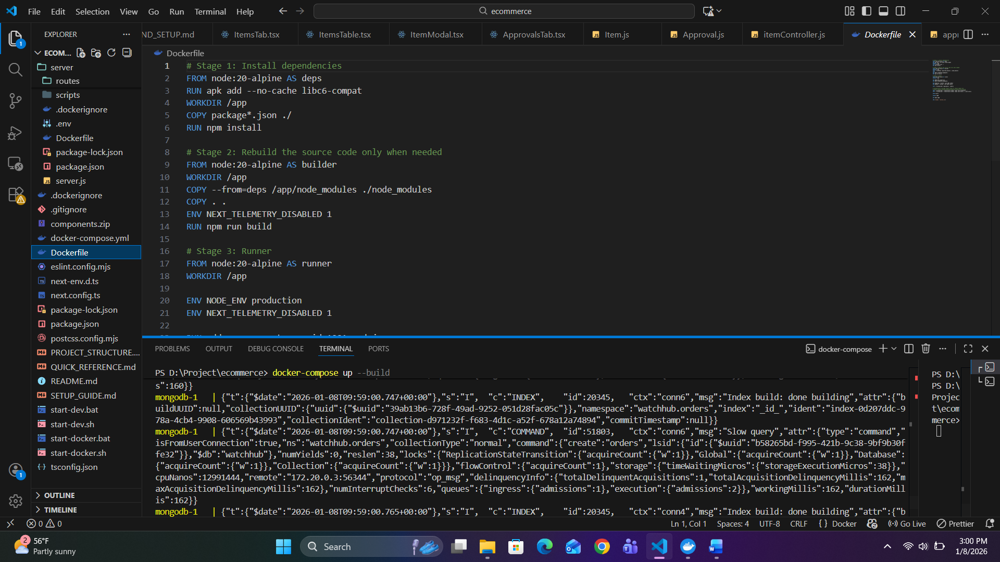 File Edit Selection View Go Run Terminal Help
ecommerce
EXPLORER
ND_SETUP.md
ItemsTab.tsx
ItemsTable.tsx
ItemModal.tsx
ApprovalsTab.tsx
Item.js
Approval.js
itemController.js
Dockerfile
appr
1
ECOM...
server
routes
scripts
.dockerignore
.env
Dockerfile
package-lock.json
package.json
server.js
.dockerignore
.gitignore
components.zip
docker-compose.yml
Dockerfile
eslint.config.mjs
next-env.d.ts
next.config.ts
package-lock.json
package.json
postcss.config.mjs
PROJECT_STRUCTURE....
QUICK_REFERENCE.md
README.md
SETUP_GUIDE.md
start-dev.bat
start-dev.sh
start-docker.bat
start-docker.sh
tsconfig.json
1
OUTLINE
TIMELINE
Dockerfile
1 # Stage 1: Install dependencies
2 FROM node:20-alpine AS deps
3 RUN apk add --no-cache libc6-compat
4 WORKDIR /app
5 COPY package*.json ./
6 RUN npm install
7
8 # Stage 2: Rebuild the source code only when needed
9 FROM node:20-alpine AS builder
10 WORKDIR /app
11 COPY --from=deps /app/node_modules ./node_modules
12 COPY . .
13 ENV NEXT_TELEMETRY_DISABLED 1
14 RUN npm run build
15
16 # Stage 3: Runner
17 FROM node:20-alpine AS runner
18 WORKDIR /app
19
20 ENV NODE_ENV production
21 ENV NEXT_TELEMETRY_DISABLED 1
22
PROBLEMS OUTPUT DEBUG CONSOLE TERMINAL PORTS
docker-compose
PS D:\Project\ecommerce> docker-compose up --build
s":160}}
mongodb-1 | {"t":{"$date":"2026-01-08T09:59:00.747+00:00"},"s":"I", "c":"INDEX", "id":20345, "ctx":"conn6","msg":"Index build: done building","attr":{"b
uildUUID":null,"collectionUUID":{"uuid":{"$uuid":"39ab13b6-728f-49ad-9252-051d28fac05c"}},"namespace":"watchhub.orders","index":"_id_","ident":"index-0d207ddc-9
78a-4cb4-9908-606569b43993","collectionIdent":"collection-d971232f-f683-4d1c-a52f-678a12a74894","commitTimestamp":null}}
mongodb-1 | {"t":{"$date":"2026-01-08T09:59:00.747+00:00"},"s":"I", "c":"COMMAND", "id":51803, "ctx":"conn6","msg":"Slow query","attr":{"type":"command","
isFromUserConnection":true,"ns":"watchhub.orders","collectionType":"normal","command":{"create":"orders","lsid":{"id":{"$uuid":"b58265bd-f995-421b-9c38-9bf9b30f
fe32"}},"$db":"watchhub"},"numYields":0,"reslen":38,"locks":{"ReplicationStateTransition":{"acquireCount":{"w":1}},"Global":{"acquireCount":{"w":1}},"Database":
{"acquireCount":{"w":1}},"Collection":{"acquireCount":{"w":1}}},"flowControl":{"acquireCount":1},"storage":{"timeWaitingMicros":{"storageExecutionMicros":38}},"
cpuNanos":12991444,"remote":"172.20.0.3:56344","protocol":"op_msg","delinquencyInfo":{"totalDelinquentAcquisitions":1,"totalAcquisitionDelinquencyMillis":162,"m
axAcquisitionDelinquencyMillis":162},"numInterruptChecks":6,"queues":{"ingress":{"admissions":1},"execution":{"admissions":2}},"workingMillis":162,"durationMill
is":162}}
mongodb-1 | {"t":{"$date":"2026-01-08T09:59:00.765+00:00"},"s":"I", "c":"INDEX", "id":20345, "ctx":"conn4","msg":"Index build: done building","attr":{"b
PS D:\
PS D:\
Projec
t\ecom
merce>
0 0
Ln 1, Col 1 Spaces: 4 UTF-8 CRLF { } Docker Go Live Prettier
2
56°F
Partly sunny
Search
3:00 PM
1/8/2026